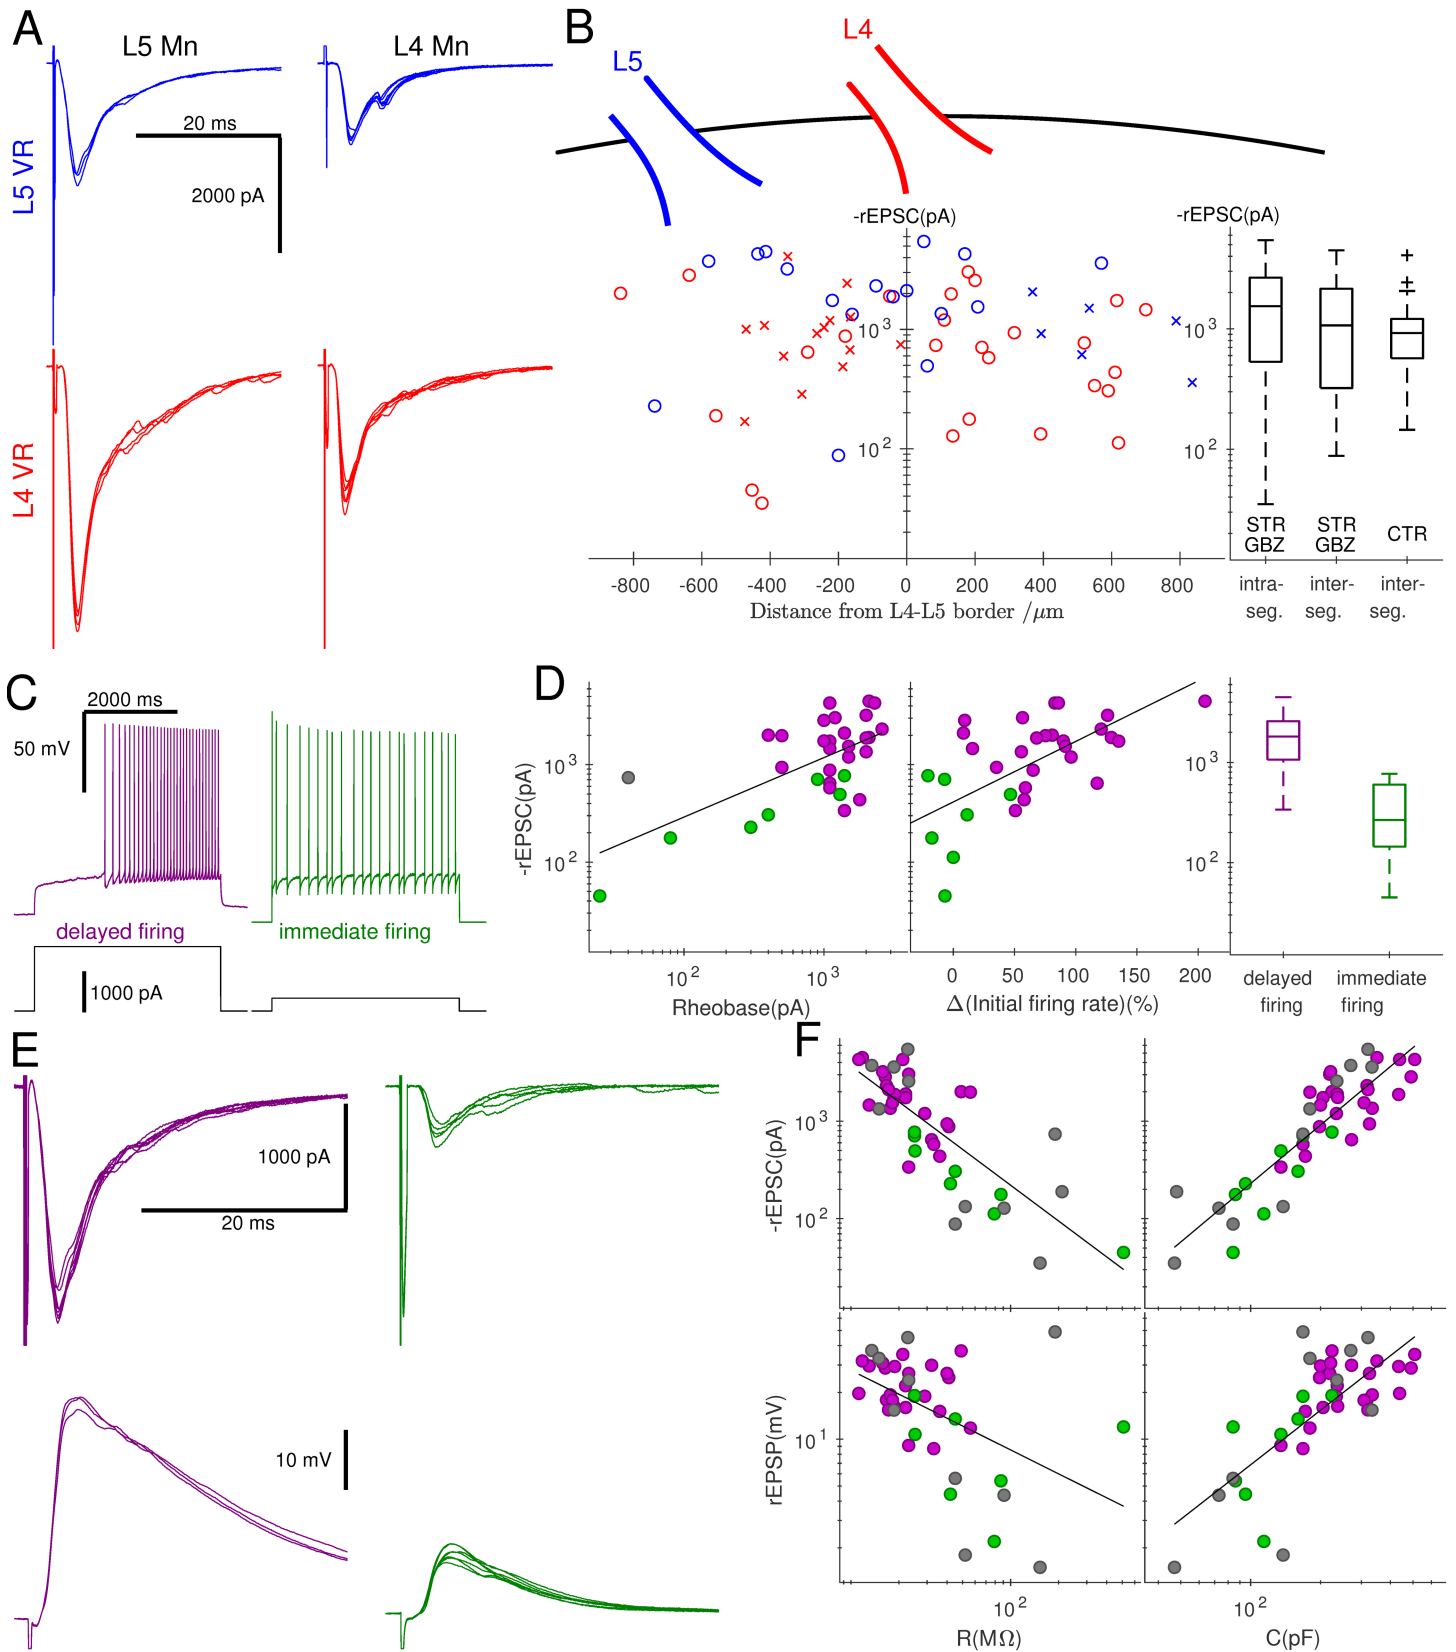 A
L5 Mn
L4 Mn
L5 VR
20 ms
2000 pA
L4 VR
B
L5
L4
-rEPSC(pA)
10^3
10^2
-800 -600 -400 -200 0 200 400 600 800
Distance from L4-L5 border /μm
-rEPSC(pA)
10^3
10^2
STR GBZ
STR GBZ
CTR
intra-seg.
inter-seg.
inter-seg.
C
2000 ms
50 mV
delayed firing
immediate firing
1000 pA
D
-rEPSC(pA)
10^3
10^2
10^2 10^3
Rheobase(pA)
0 50 100 150 200
Δ(Initial firing rate)(%)
10^3
10^2
delayed firing
immediate firing
E
1000 pA
20 ms
10 mV
F
-rEPSC(pA)
10^3
10^2
rEPSP(mV)
10^1
10^2
R(MΩ)
10^2
C(pF)